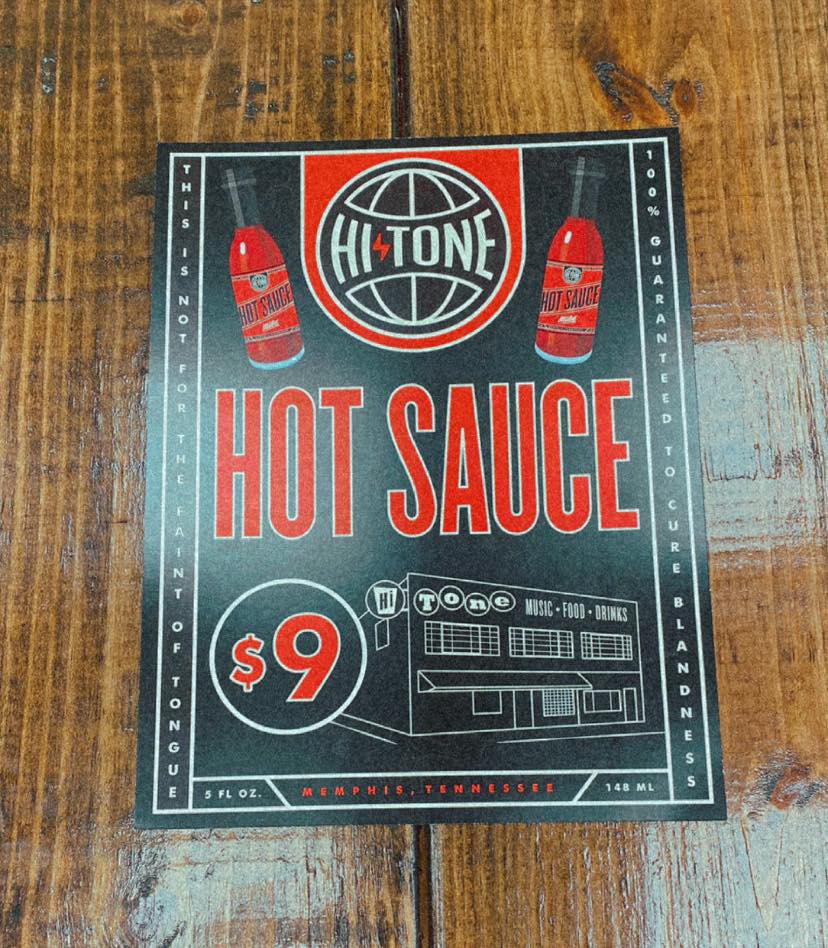 THIS IS NOT FOR THE FAINT OF TONGUE
100% GUARANTEED TO CURE BLANDNESS
HI TONE
HOT SAUCE
HOT SAUCE
HOT SAUCE
$9
Hi Tone
MUSIC • FOOD • DRINKS
5 FL OZ.
MEMPHIS, TENNESSEE
148 ML